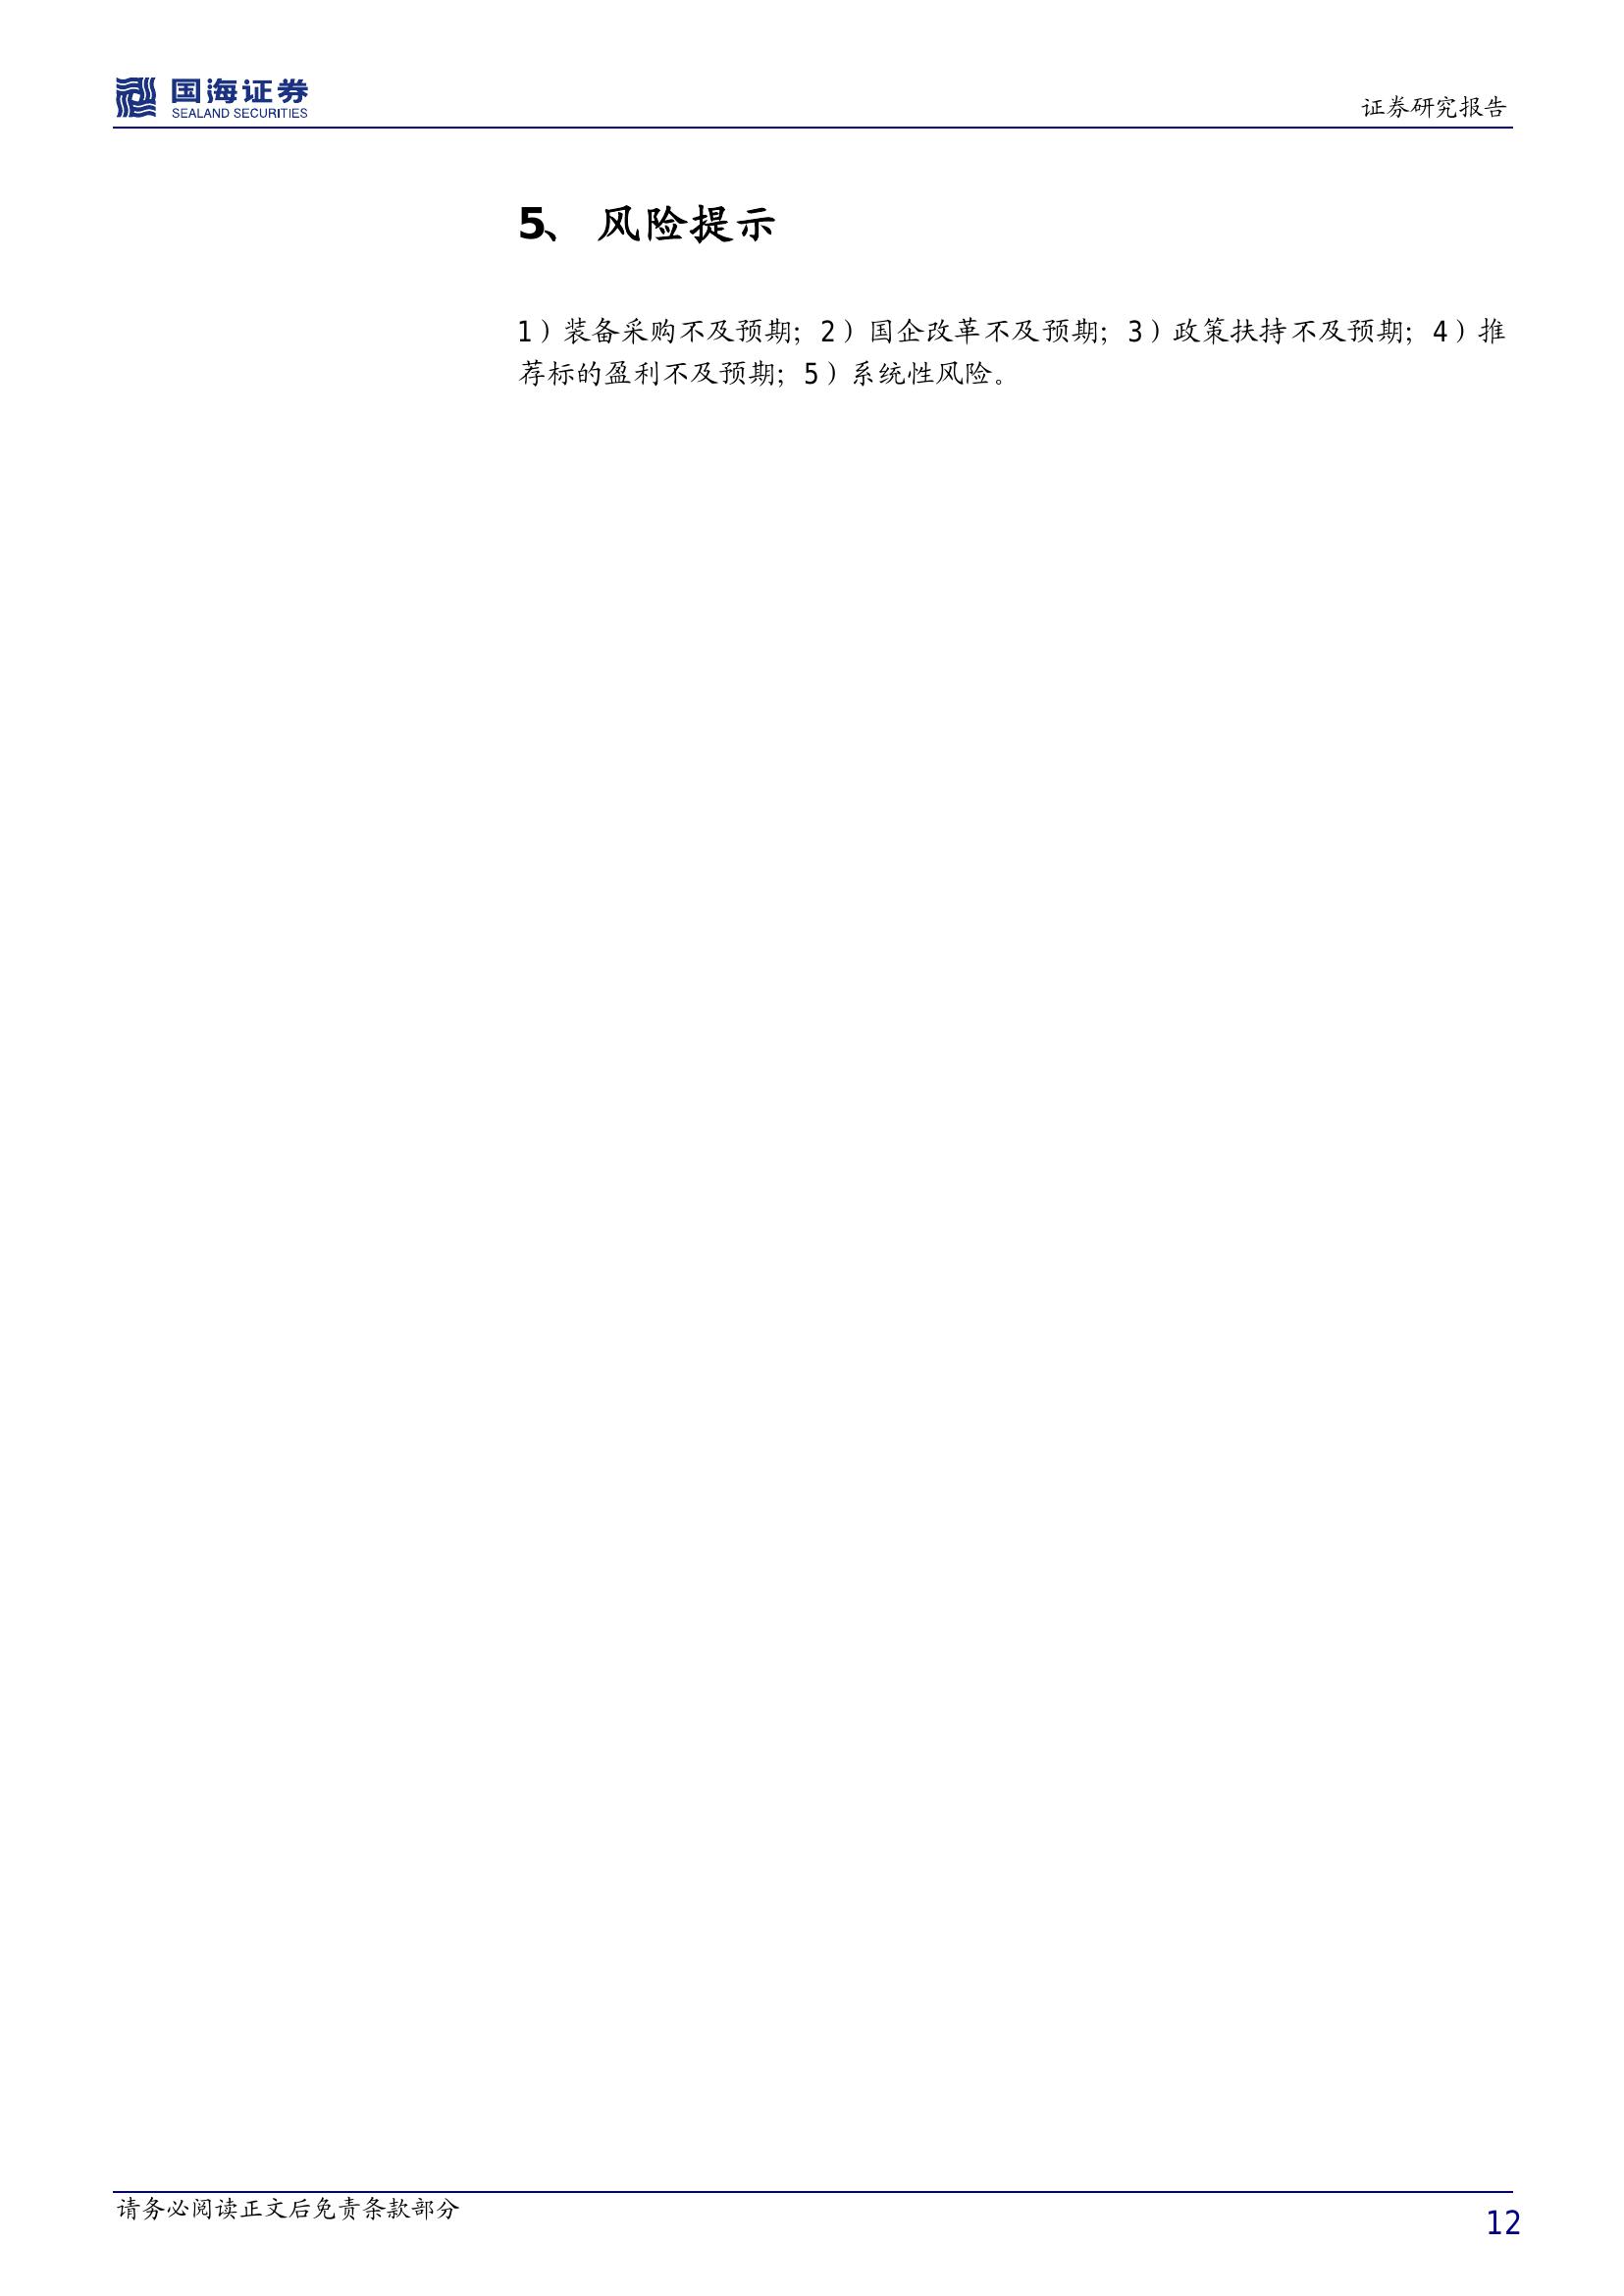 国海证券
SEALAND SECURITIES
证券研究报告
5、 风险提示
1）装备采购不及预期；2）国企改革不及预期；3）政策扶持不及预期；4）推
荐标的盈利不及预期；5）系统性风险。
请务必阅读正文后免责条款部分
12